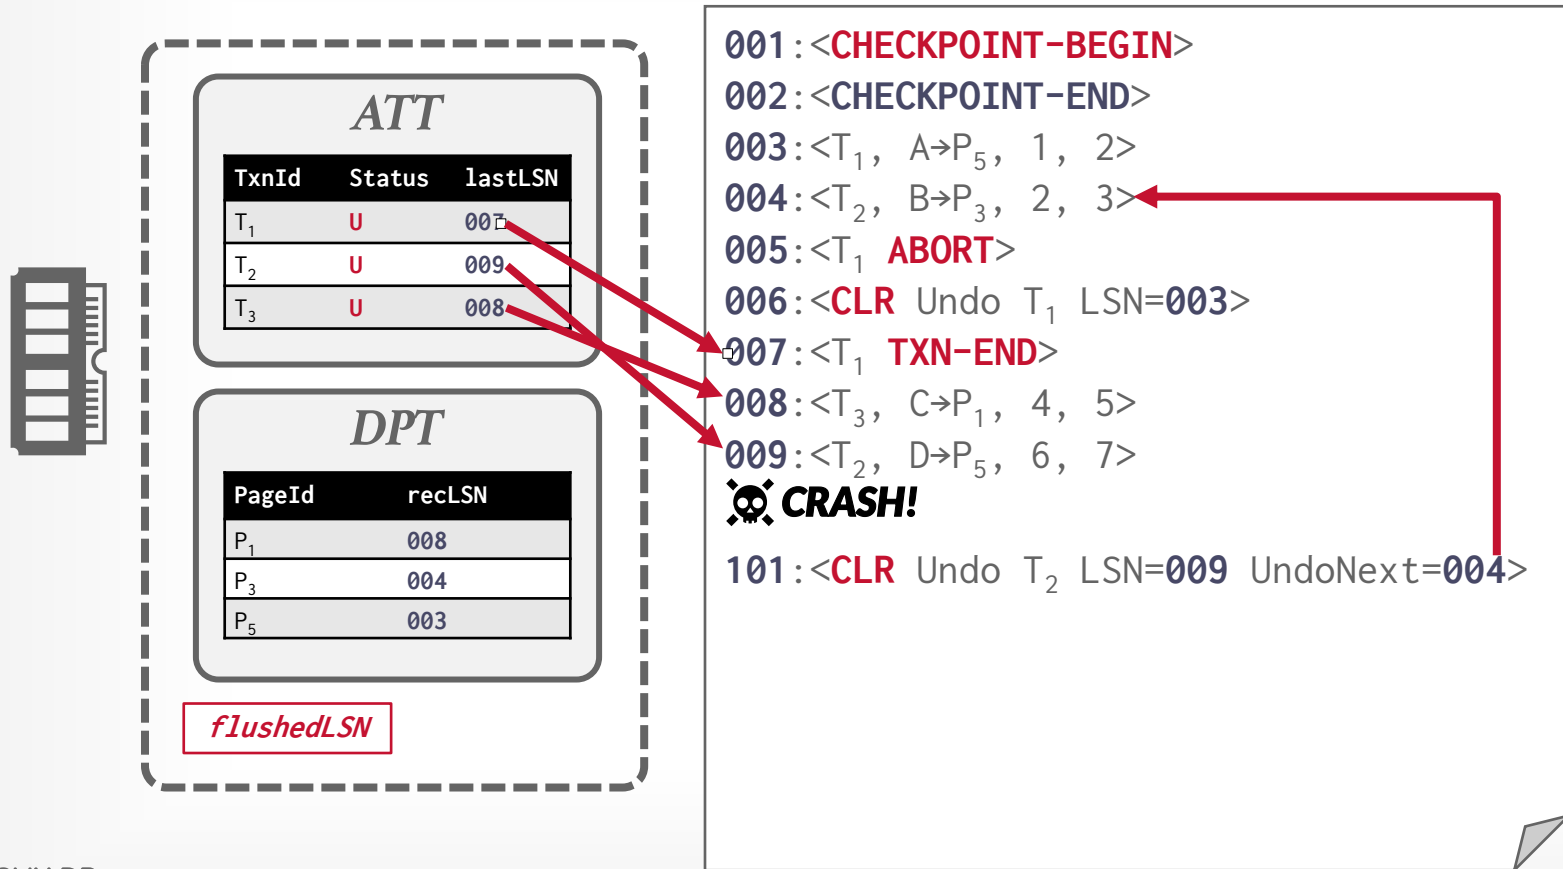 ATT
TxnId Status lastLSN
T1 U 007
T2 U 009
T3 U 008
DPT
PageId recLSN
P1 008
P3 004
P5 003
flushedLSN
001:<CHECKPOINT-BEGIN>
002:<CHECKPOINT-END>
003:<T1, A→P5, 1, 2>
004:<T2, B→P3, 2, 3>
005:<T1 ABORT>
006:<CLR Undo T1 LSN=003>
007:<T1 TXN-END>
008:<T3, C→P1, 4, 5>
009:<T2, D→P5, 6, 7>
CRASH!
101:<CLR Undo T2 LSN=009 UndoNext=004>